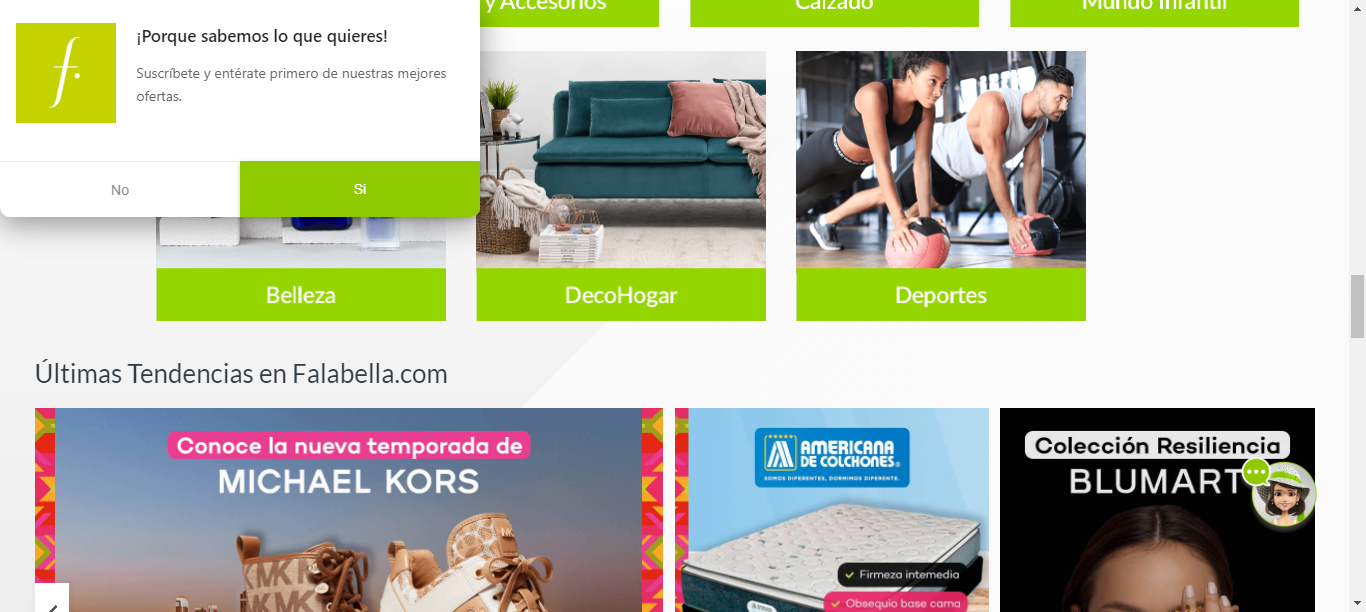 y Accesorios
Calzado
Mundo Infantil
f.
¡Porque sabemos lo que quieres!
Suscríbete y entérate primero de nuestras mejores
ofertas.
No
Si
Belleza
DecoHogar
Deportes
Últimas Tendencias en Falabella.com
Conoce la nueva temporada de
MICHAEL KORS
AMERICANA
DE COLCHONES®
SOMOS DIFERENTES, DORMIMOS DIFERENTE.
Firmeza intermedia
Obsequio base cama
Colección Resiliencia
BLUMART